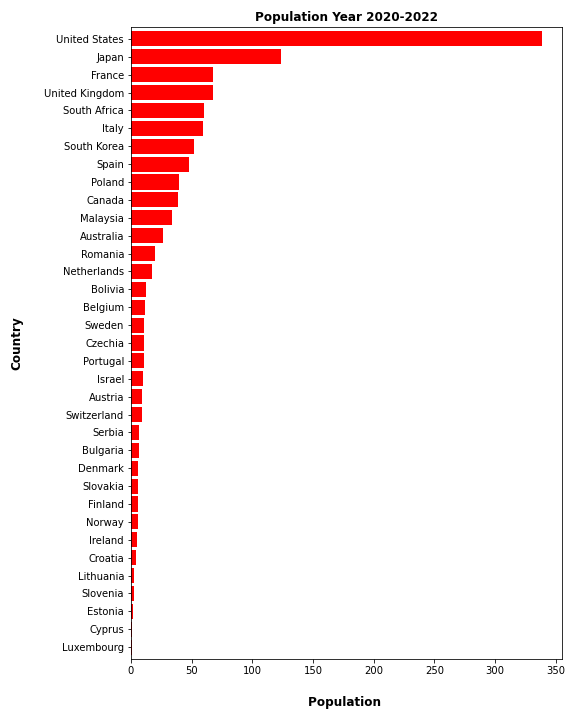 Population Year 2020-2022
United States
Japan
France
United Kingdom
South Africa
Italy
South Korea
Spain
Poland
Canada
Malaysia
Australia
Romania
Netherlands
Bolivia
Belgium
Sweden
Czechia
Portugal
Israel
Austria
Switzerland
Serbia
Bulgaria
Denmark
Slovakia
Finland
Norway
Ireland
Croatia
Lithuania
Slovenia
Estonia
Cyprus
Luxembourg
Country
0 50 100 150 200 250 300 350
Population